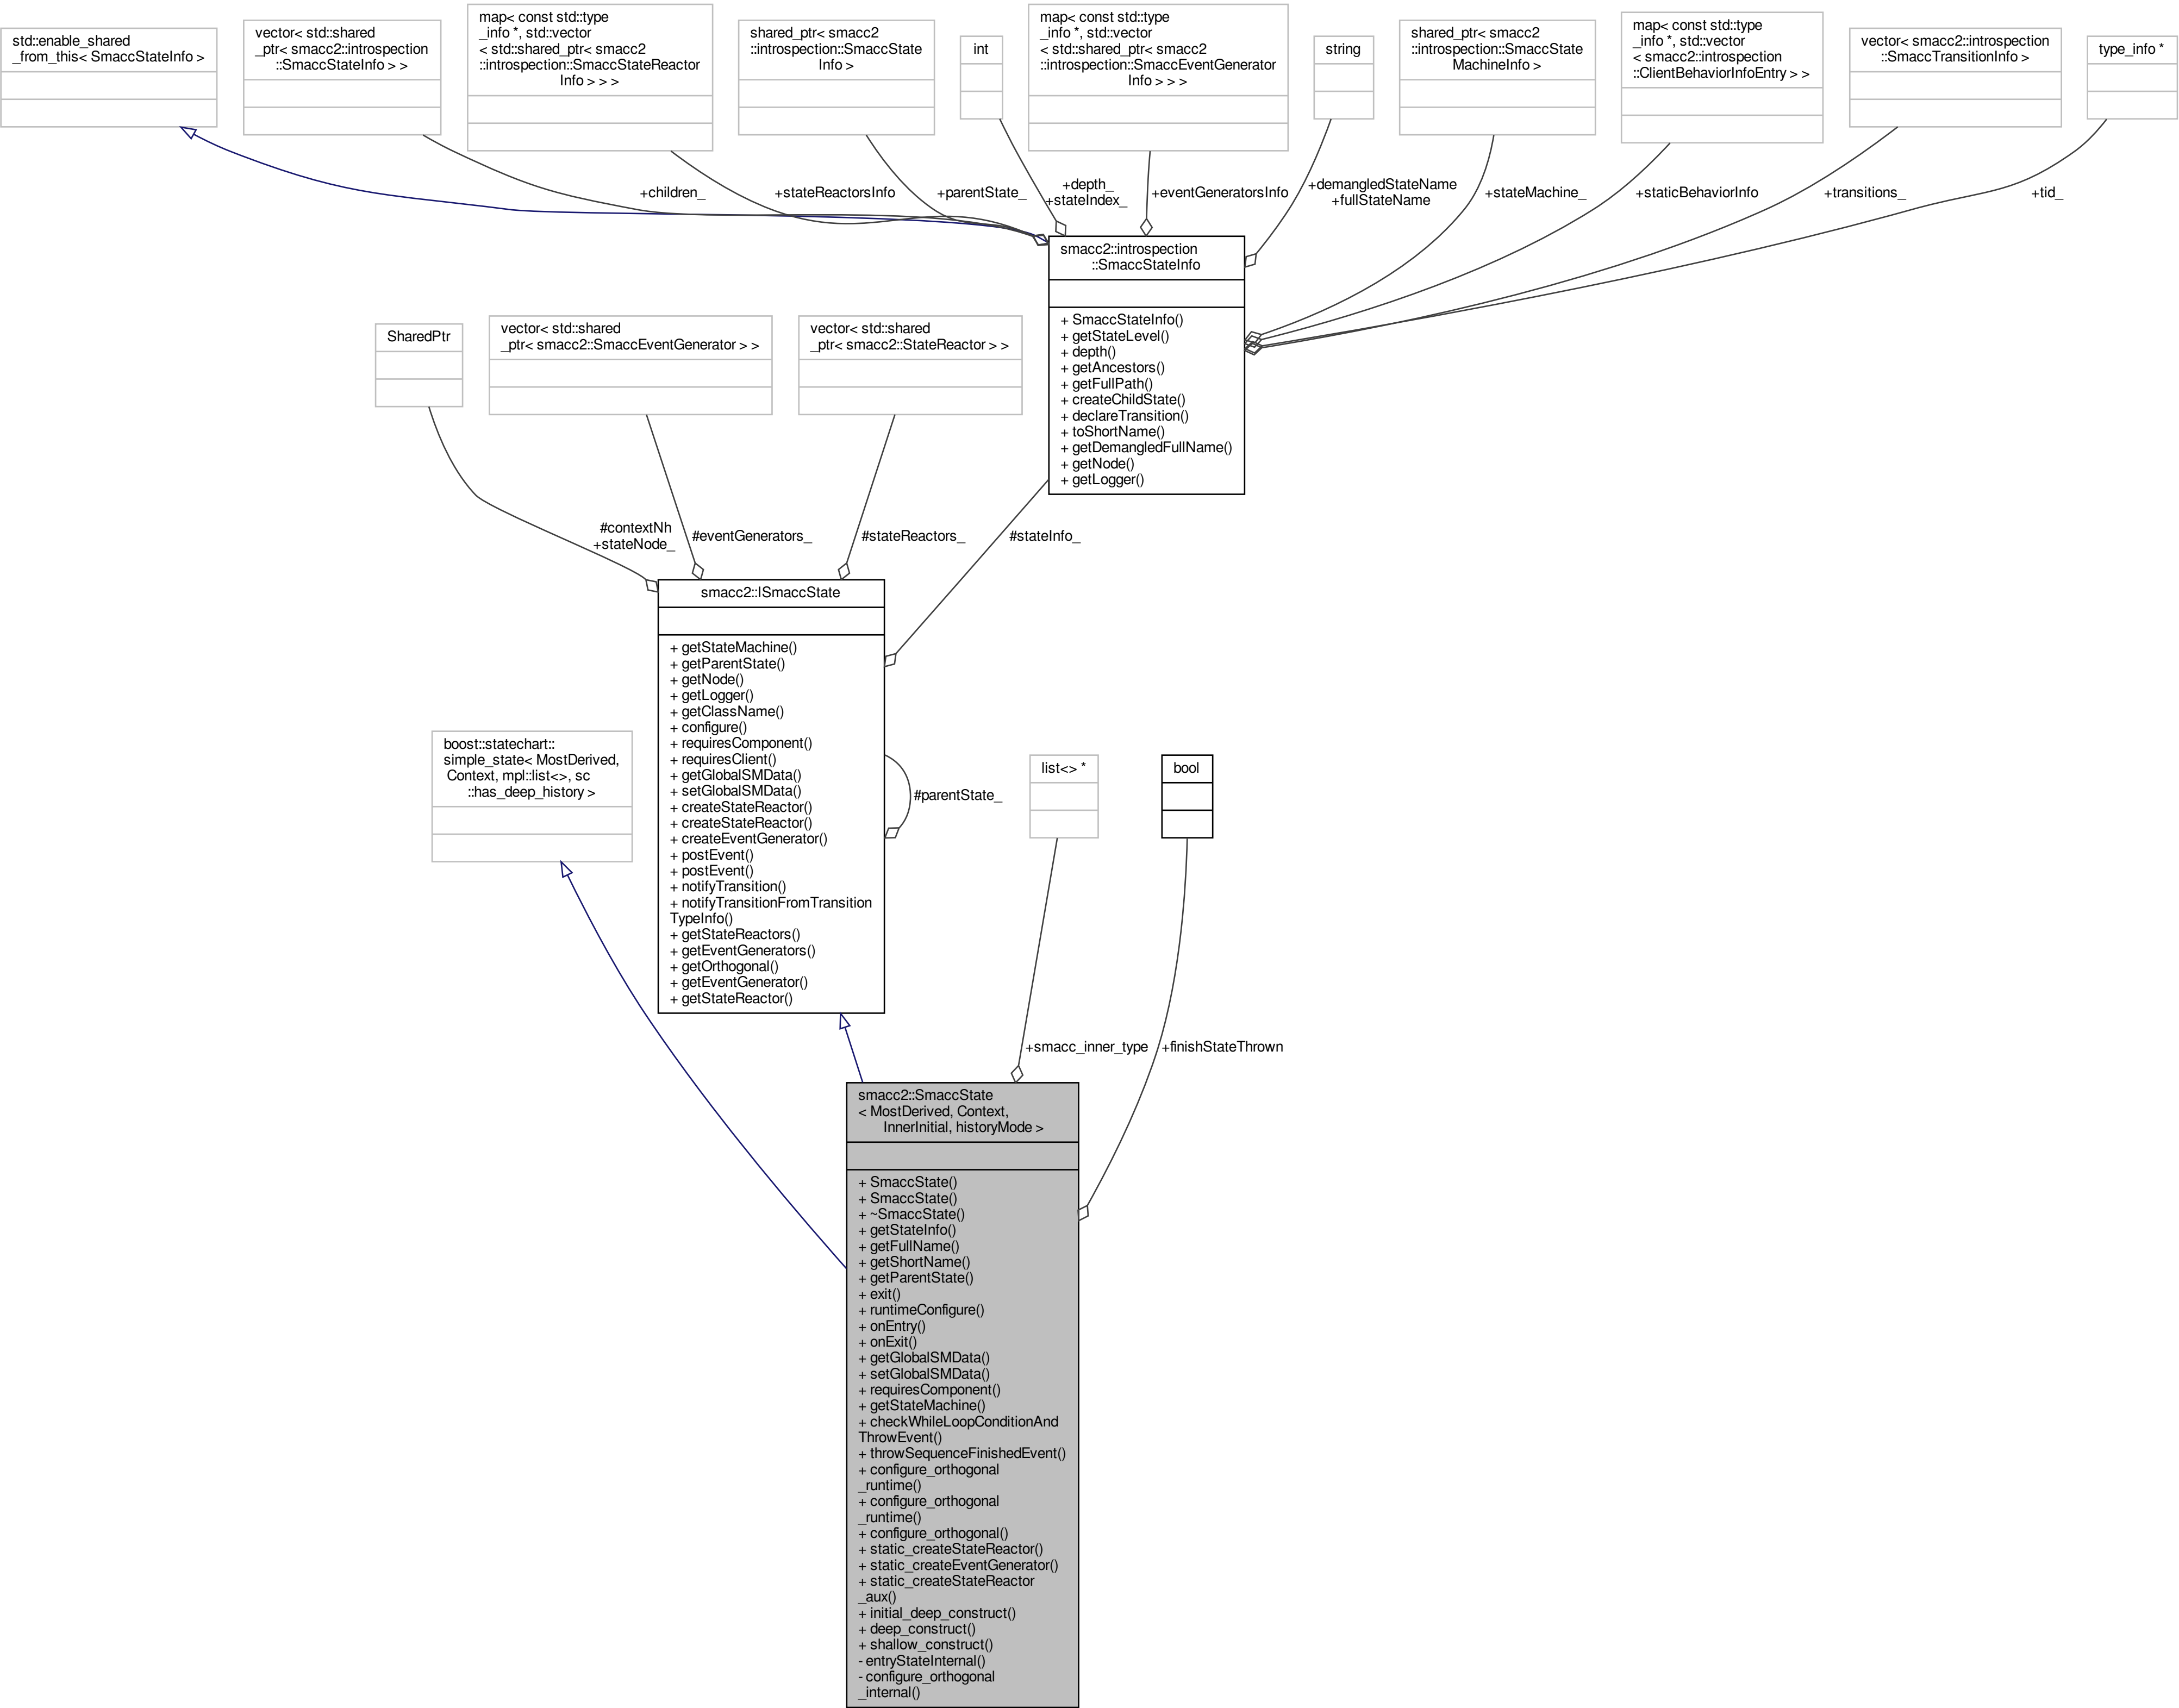 std::enable_shared
_from_this< SmaccStateInfo >
vector< std::shared
_ptr< smacc2::introspection
::SmaccStateInfo > >
map< const std::type
_info *, std::vector
< std::shared_ptr< smacc2
::introspection::SmaccStateReactor
Info > > >
shared_ptr< smacc2
::introspection::SmaccState
Info >
int
map< const std::type
_info *, std::vector
< std::shared_ptr< smacc2
::introspection::SmaccEventGenerator
Info > > >
string
shared_ptr< smacc2
::introspection::SmaccState
MachineInfo >
map< const std::type
_info *, std::vector
< smacc2::introspection
::ClientBehaviorInfoEntry > >
vector< smacc2::introspection
::SmaccTransitionInfo >
type_info *
+children_
+stateReactorsInfo
+parentState_
+depth_
+stateIndex_
+eventGeneratorsInfo
+demangledStateName
+fullStateName
+stateMachine_
+staticBehaviorInfo
+transitions_
+tid_
smacc2::introspection
::SmaccStateInfo
+ SmaccStateInfo()
+ getStateLevel()
+ depth()
+ getAncestors()
+ getFullPath()
+ createChildState()
+ declareTransition()
+ toShortName()
+ getDemangledFullName()
+ getNode()
+ getLogger()
SharedPtr
vector< std::shared
_ptr< smacc2::SmaccEventGenerator > >
vector< std::shared
_ptr< smacc2::StateReactor > >
#contextNh
+stateNode_
#eventGenerators_
#stateReactors_
#stateInfo_
smacc2::ISmaccState
+ getStateMachine()
+ getParentState()
+ getNode()
+ getLogger()
+ getClassName()
+ configure()
+ requiresComponent()
+ requiresClient()
+ getGlobalSMData()
+ setGlobalSMData()
+ createStateReactor()
+ createStateReactor()
+ createEventGenerator()
+ postEvent()
+ postEvent()
+ notifyTransition()
+ notifyTransitionFromTransition
TypeInfo()
+ getStateReactors()
+ getEventGenerators()
+ getOrthogonal()
+ getEventGenerator()
+ getStateReactor()
#parentState_
boost::statechart::
simple_state< MostDerived,
Context, mpl::list<>, sc
::has_deep_history >
list<> *
bool
+smacc_inner_type
+finishStateThrown
smacc2::SmaccState
< MostDerived, Context,
InnerInitial, historyMode >
+ SmaccState()
+ SmaccState()
+ ~SmaccState()
+ getStateInfo()
+ getFullName()
+ getShortName()
+ getParentState()
+ exit()
+ runtimeConfigure()
+ onEntry()
+ onExit()
+ getGlobalSMData()
+ setGlobalSMData()
+ requiresComponent()
+ getStateMachine()
+ checkWhileLoopConditionAnd
ThrowEvent()
+ throwSequenceFinishedEvent()
+ configure_orthogonal
_runtime()
+ configure_orthogonal
_runtime()
+ configure_orthogonal()
+ static_createStateReactor()
+ static_createEventGenerator()
+ static_createStateReactor
_aux()
+ initial_deep_construct()
+ deep_construct()
+ shallow_construct()
- entryStateInternal()
- configure_orthogonal
_internal()